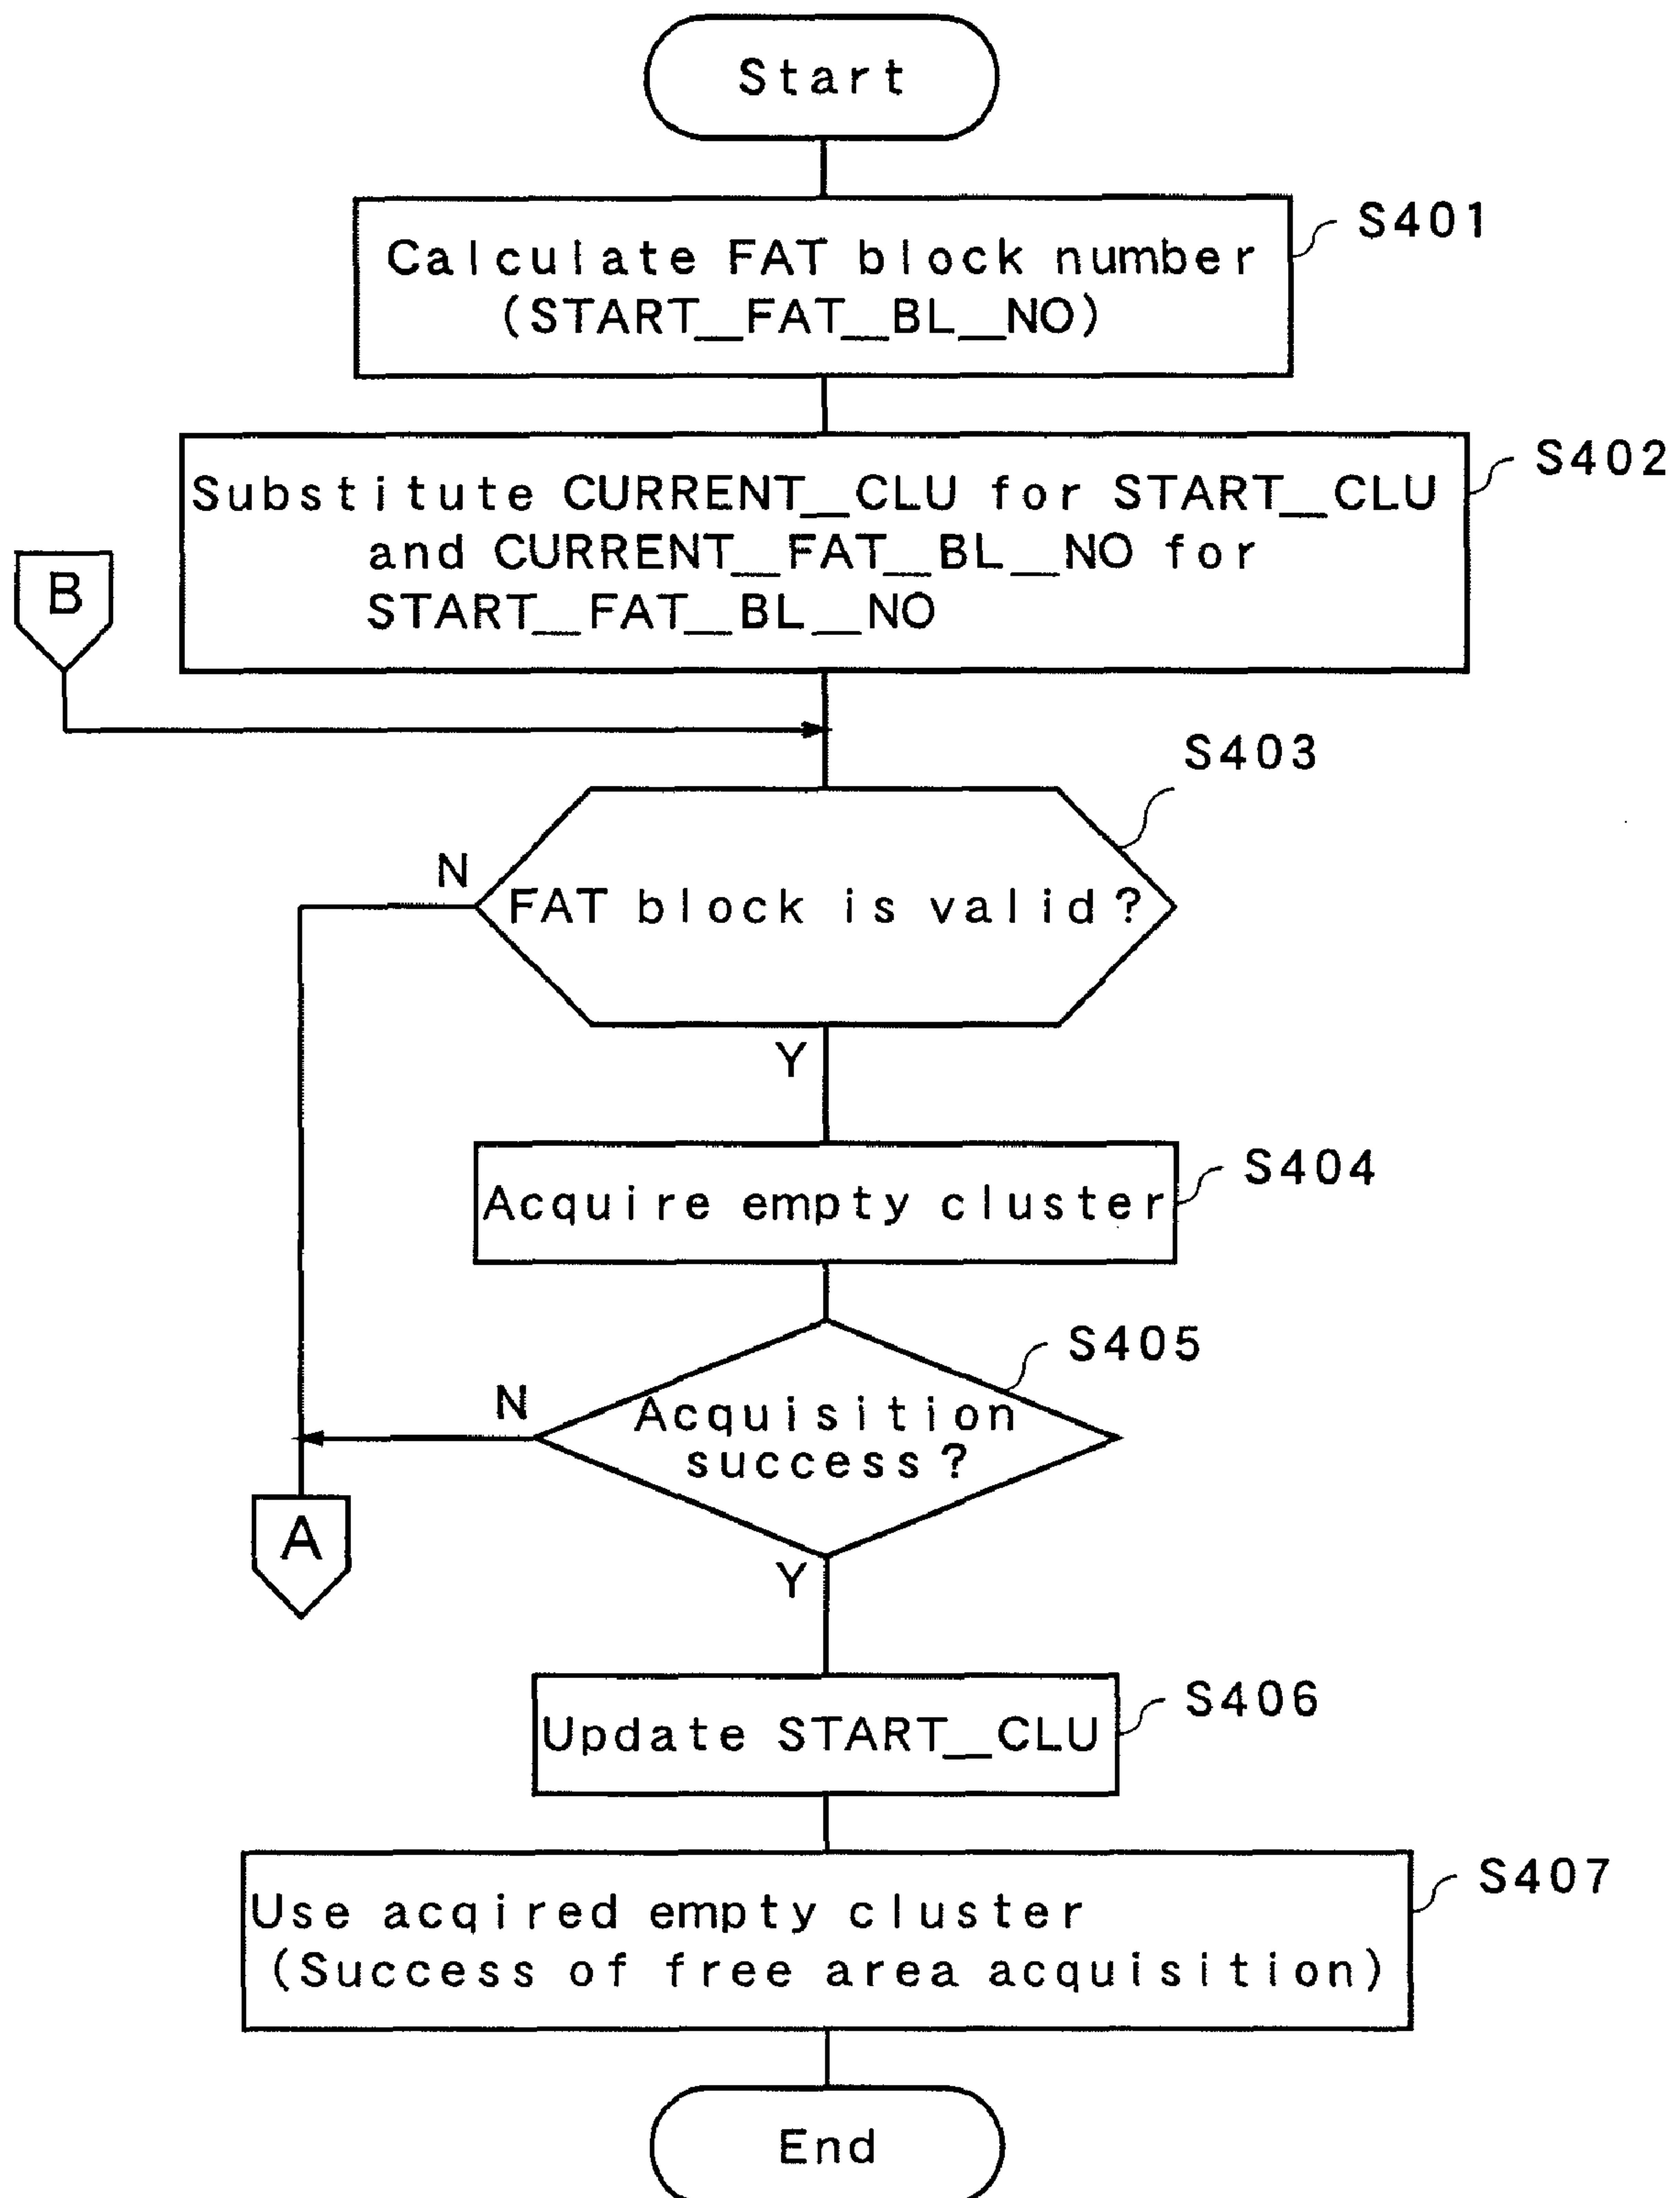 Start
S401
Calculate FAT block number
(START_FAT_BL_NO)
S402
Substitute CURRENT_CLU for START_CLU
and CURRENT_FAT_BL_NO for
START_FAT_BL_NO
B
S403
N
FAT block is valid?
Y
S404
Acquire empty cluster
S405
N
Acquisition
success?
A
Y
S406
Update START_CLU
S407
Use acqired empty cluster
(Success of free area acquisition)
End